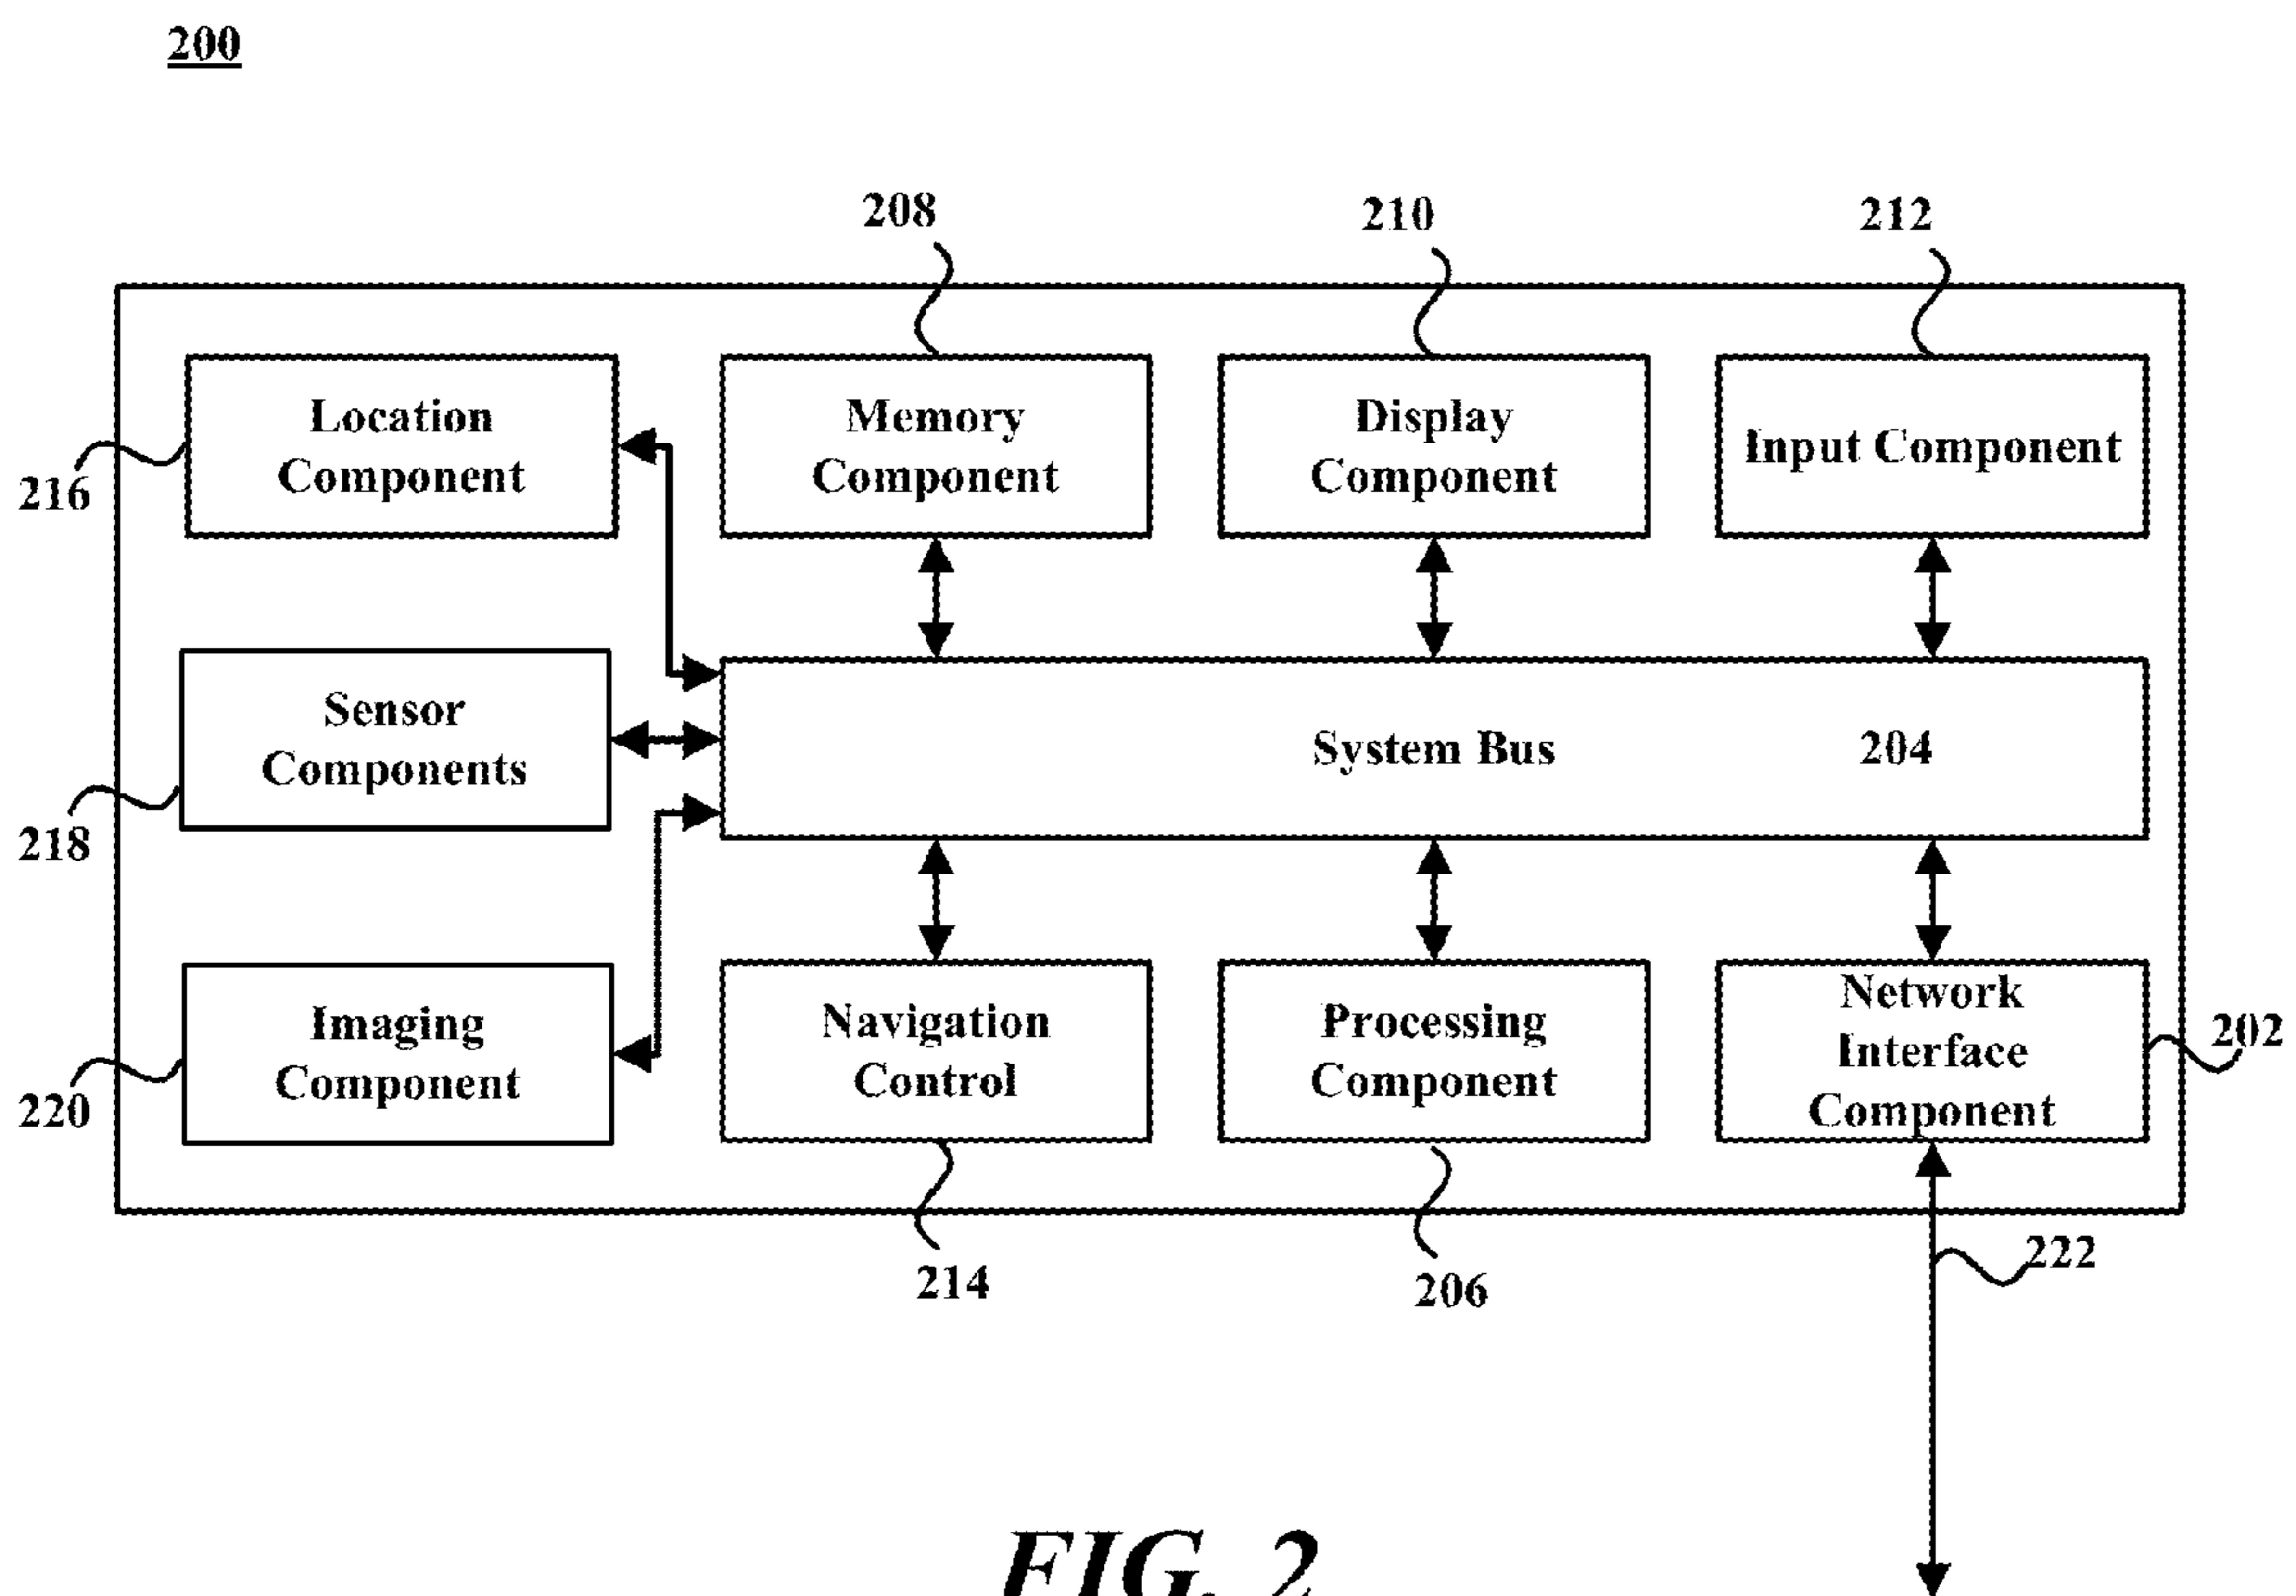 200
208
210
212
Location
Component
Memory
Component
Display
Component
Input Component
216
Sensor
Components
System Bus
204
218
Imaging
Component
Navigation
Control
Processing
Component
Network
Interface
Component
202
220
214
206
222
FIG. 2